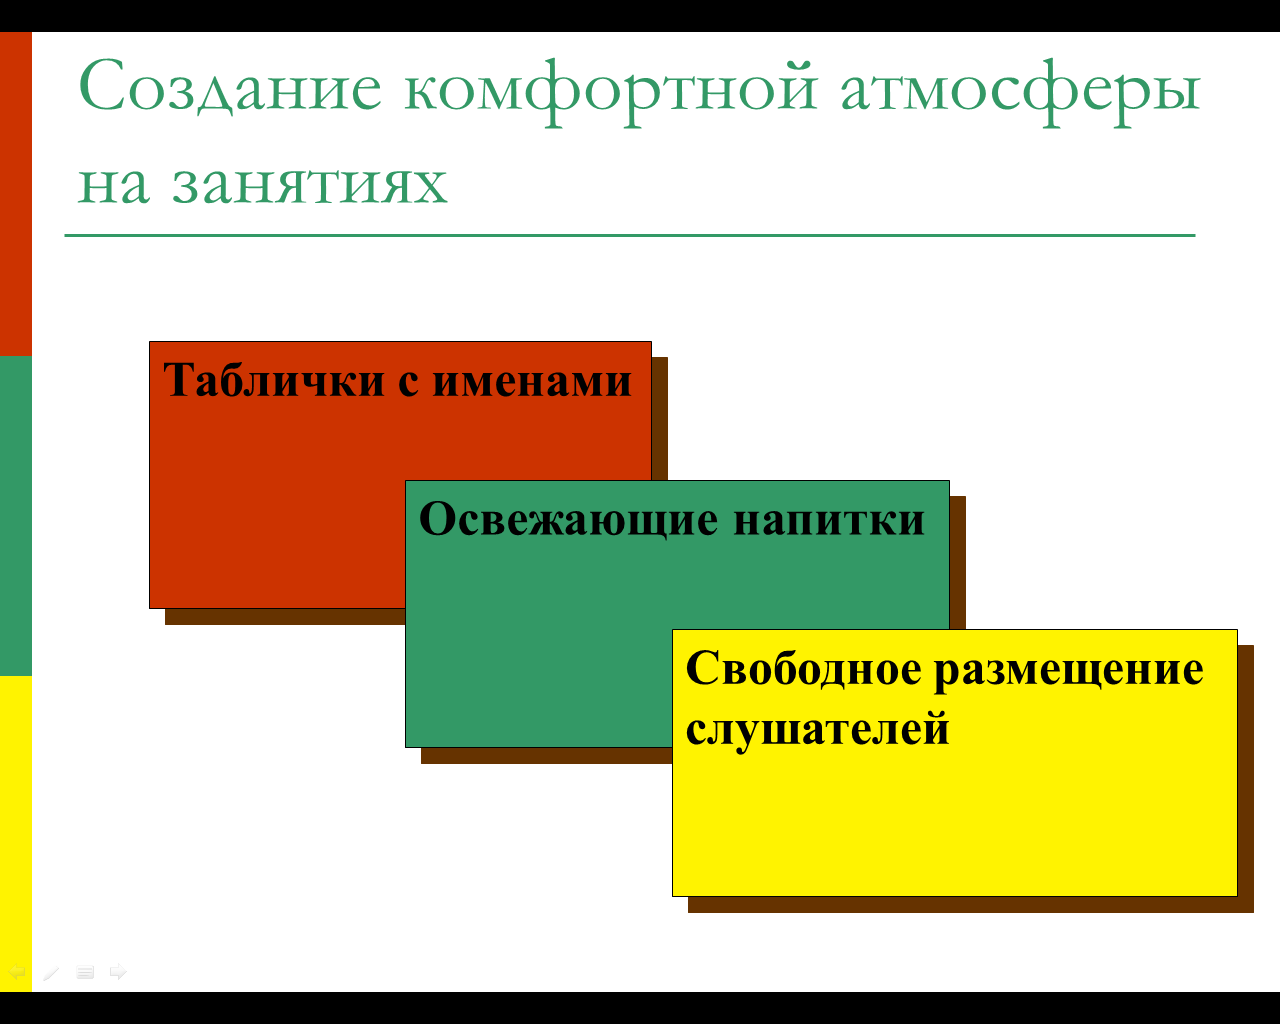 Создание комфортной атмосферы
на занятиях
Таблички с именами
Освежающие напитки
Свободное размещение
слушателей